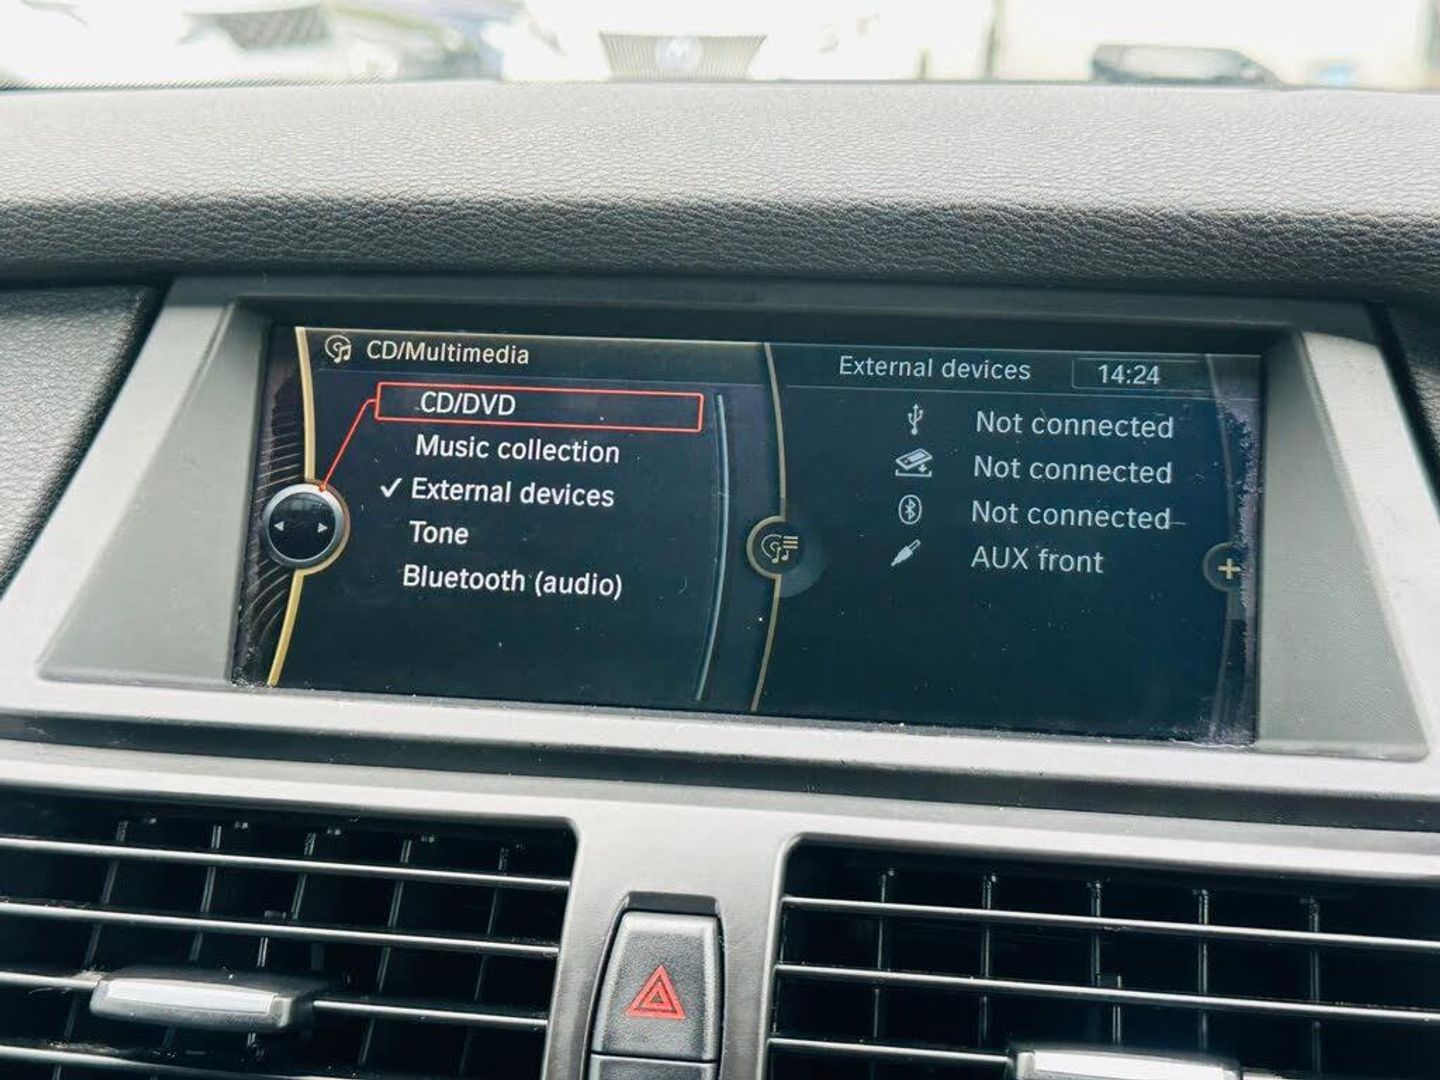 CD/Multimedia
CD/DVD
Music collection
✓ External devices
Tone
Bluetooth (audio)
External devices 14:24
Not connected
Not connected
Not connected
AUX front
+